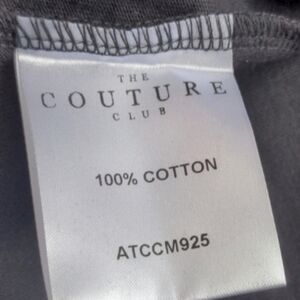 THE
COUTURE
CLUB
100% COTTON
ATCCM925